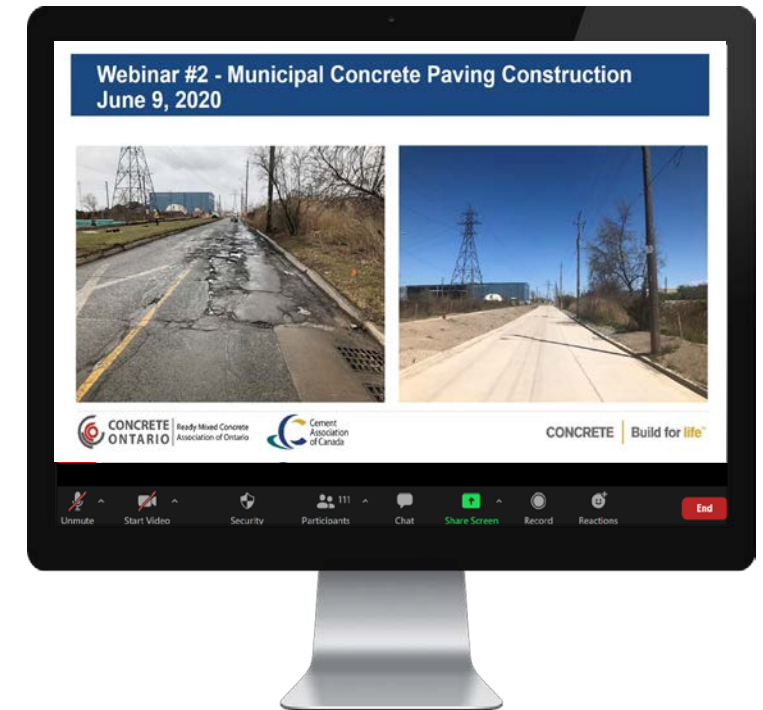 Webinar #2 - Municipal Concrete Paving Construction
June 9, 2020
CONCRETE
ONTARIO
Ready Mixed Concrete
Association of Ontario
Cement
Association
of Canada
CONCRETE | Build for life™
Unmute
Start Video
Security
Participants
111
Chat
Share Screen
Record
Reactions
End